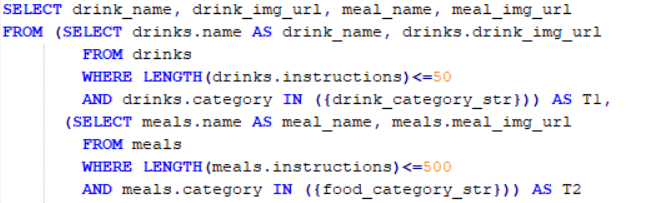 SELECT drink_name, drink_img_url, meal_name, meal_img_url
FROM (SELECT drinks.name AS drink_name, drinks.drink_img_url
FROM drinks
WHERE LENGTH(drinks.instructions)<=50
AND drinks.category IN ({drink_category_str})) AS T1,
(SELECT meals.name AS meal_name, meals.meal_img_url
FROM meals
WHERE LENGTH(meals.instructions)<=500
AND meals.category IN ({food_category_str})) AS T2